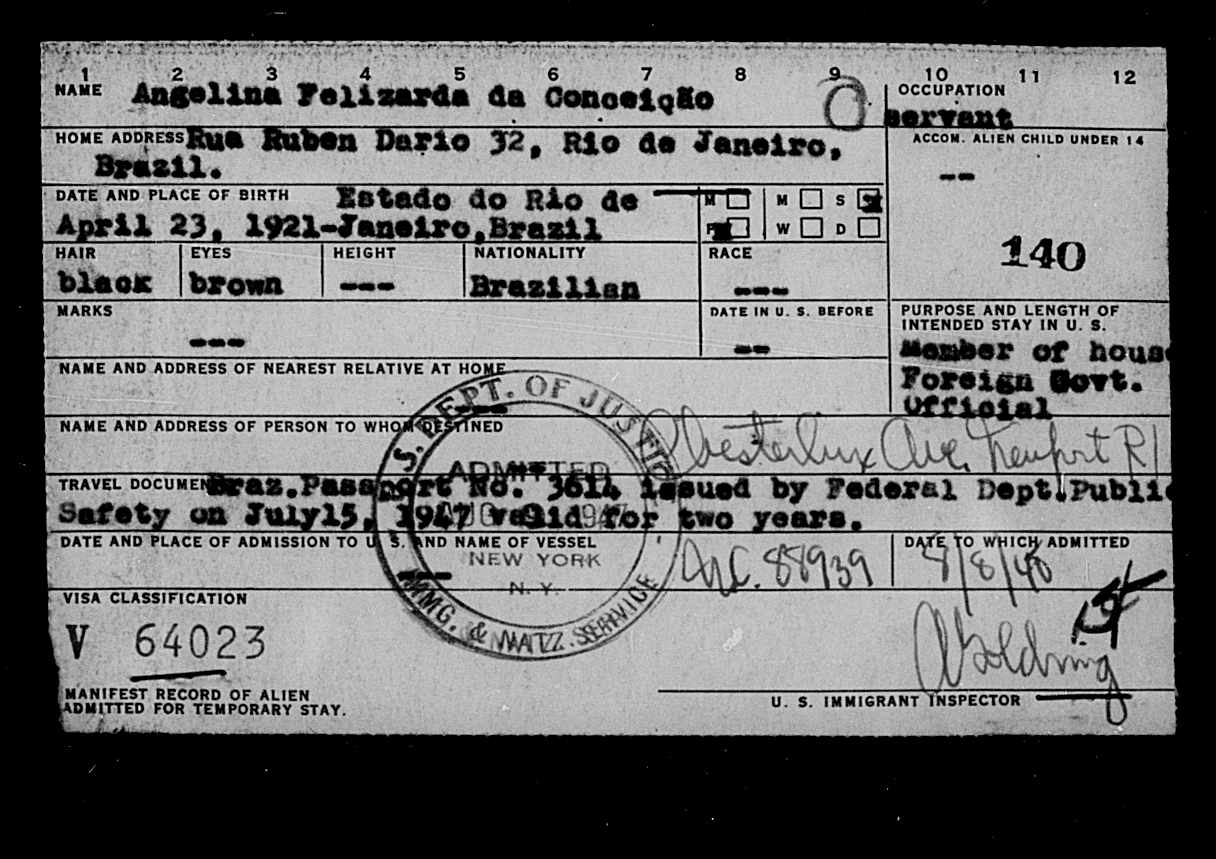 1 2 3 4 5 6 7 8 9 10 11 12
NAME Angelina Felizarda da Conceição
OCCUPATION
servant
HOME ADDRESS Rua Ruben Dario 32, Rio de Janeiro,
Brazil.
ACCOM. ALIEN CHILD UNDER 14
--
DATE AND PLACE OF BIRTH Estado do Rio de
April 23, 1921-Janeiro,Brazil
M M S
F W D
140
HAIR EYES HEIGHT NATIONALITY RACE
black brown --- Brazilian ---
MARKS
---
DATE IN U. S. BEFORE
--
PURPOSE AND LENGTH OF
INTENDED STAY IN U. S.
Member of hous
Foreign Govt.
Official
NAME AND ADDRESS OF NEAREST RELATIVE AT HOME
---
NAME AND ADDRESS OF PERSON TO WHOM DESTINED
Ave. Newport RI
TRAVEL DOCUMEN Braz.Passport No. 3614 issued by Federal Dept.Publi
Safety on July15, 1947 valid for two years.
DATE AND PLACE OF ADMISSION TO U. S. AND NAME OF VESSEL
88939
DATE TO WHICH ADMITTED
8/8/48
S. DEPT. OF JUSTIC
ADMITTED
NEW YORK
N. Y.
IMMG. & NATZ. SERVICE
VISA CLASSIFICATION
V 64023
MANIFEST RECORD OF ALIEN
ADMITTED FOR TEMPORARY STAY.
U. S. IMMIGRANT INSPECTOR